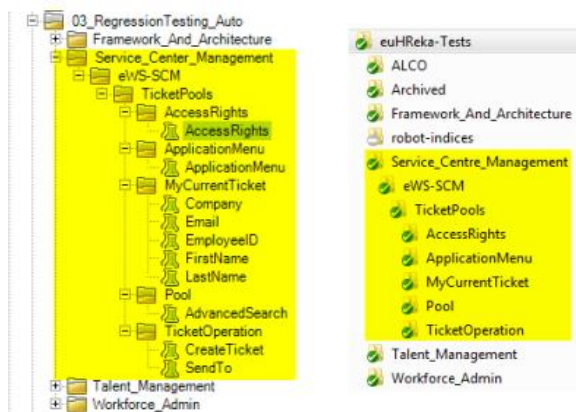 03_RegressionTesting_Auto
Framework_And_Architecture
Service_Center_Management
eWS-SCM
TicketPools
AccessRights
AccessRights
ApplicationMenu
ApplicationMenu
MyCurrentTicket
Company
Email
EmployeeID
FirstName
LastName
Pool
AdvancedSearch
TicketOperation
CreateTicket
SendTo
Talent_Management
Workforce_Admin
euHReka-Tests
ALCO
Archived
Framework_And_Architecture
robot-indices
Service_Centre_Management
eWS-SCM
TicketPools
AccessRights
ApplicationMenu
MyCurrentTicket
Pool
TicketOperation
Talent_Management
Workforce_Admin